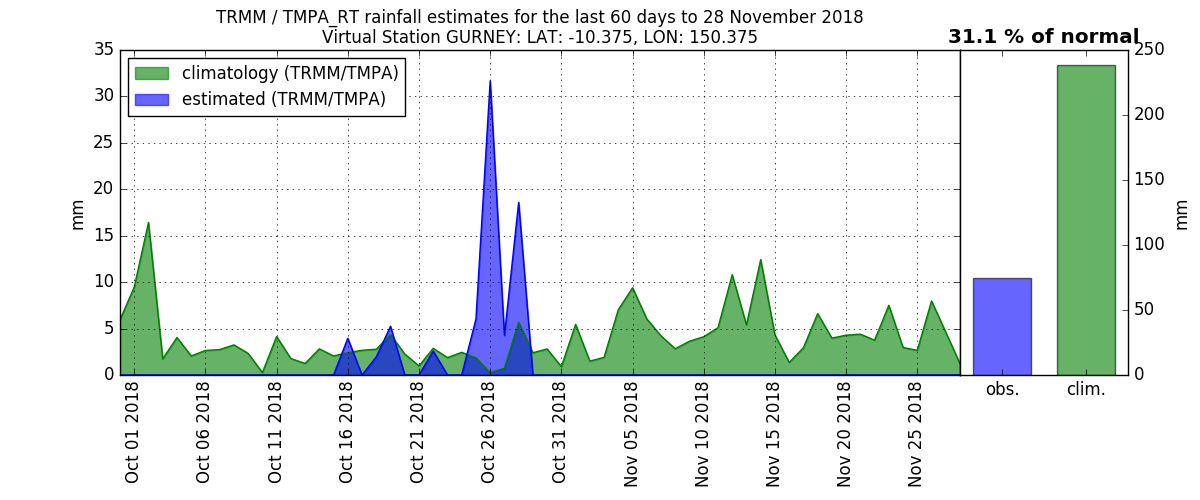 TRMM / TMPA_RT rainfall estimates for the last 60 days to 28 November 2018
Virtual Station GURNEY: LAT: -10.375, LON: 150.375
31.1 % of normal
climatology (TRMM/TMPA)
estimated (TRMM/TMPA)
35
30
25
20
15
10
5
0
mm
Oct 01 2018
Oct 06 2018
Oct 11 2018
Oct 16 2018
Oct 21 2018
Oct 26 2018
Oct 31 2018
Nov 05 2018
Nov 10 2018
Nov 15 2018
Nov 20 2018
Nov 25 2018
obs.
clim.
250
200
150
100
50
0
mm